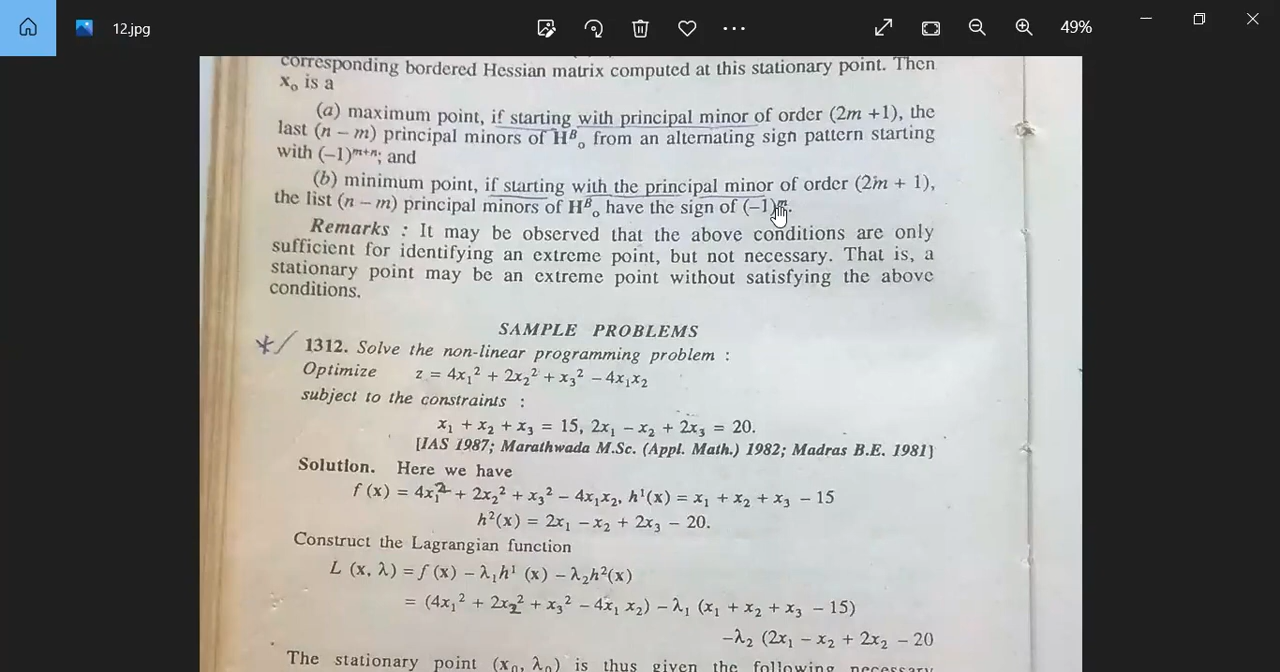 12.jpg
49%
corresponding bordered Hessian matrix computed at this stationary point. Then
x₀ is a
(a) maximum point, if starting with principal minor of order (2m +1), the
last (n – m) principal minors of Hᴮ₀ from an alternating sign pattern starting
with (–1)ᵐ⁺ⁿ; and
(b) minimum point, if starting with the principal minor of order (2m + 1),
the list (n – m) principal minors of Hᴮ₀ have the sign of (–1)ᵐ.
Remarks : It may be observed that the above conditions are only
sufficient for identifying an extreme point, but not necessary. That is, a
stationary point may be an extreme point without satisfying the above
conditions.
SAMPLE PROBLEMS
1312. Solve the non-linear programming problem :
Optimize z = 4x₁² + 2x₂² + x₃² – 4x₁x₂
subject to the constraints :
x₁ + x₂ + x₃ = 15, 2x₁ – x₂ + 2x₃ = 20.
[IAS 1987; Marathwada M.Sc. (Appl. Math.) 1982; Madras B.E. 1981]
Solution. Here we have
f (x) = 4x₁² + 2x₂² + x₃² – 4x₁x₂, h¹(x) = x₁ + x₂ + x₃ – 15
h²(x) = 2x₁ – x₂ + 2x₃ – 20.
Construct the Lagrangian function
L (x, λ) = f (x) – λ₁h¹ (x) – λ₂h²(x)
= (4x₁² + 2x₂² + x₃² – 4x₁ x₂) – λ₁ (x₁ + x₂ + x₃ – 15)
–λ₂ (2x₁ – x₂ + 2x₂ – 20
The stationary point (x₀, λ₀) is thus given the following necessary